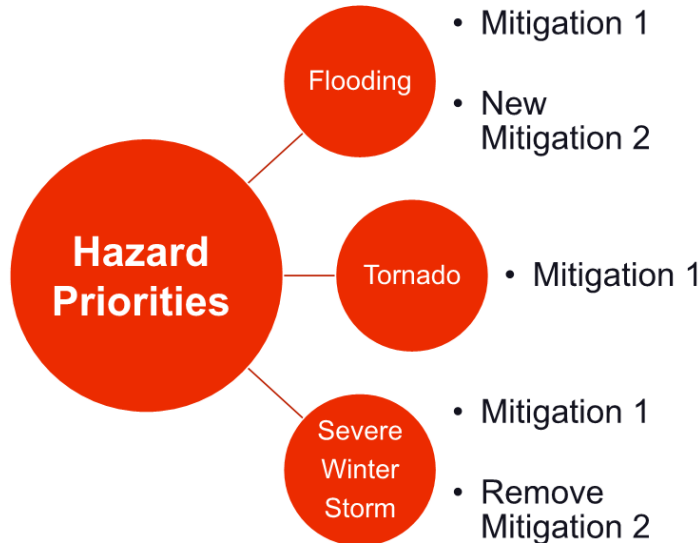 Hazard
Priorities
Flooding
• Mitigation 1
• New
Mitigation 2
Tornado
• Mitigation 1
Severe
Winter
Storm
• Mitigation 1
• Remove
Mitigation 2